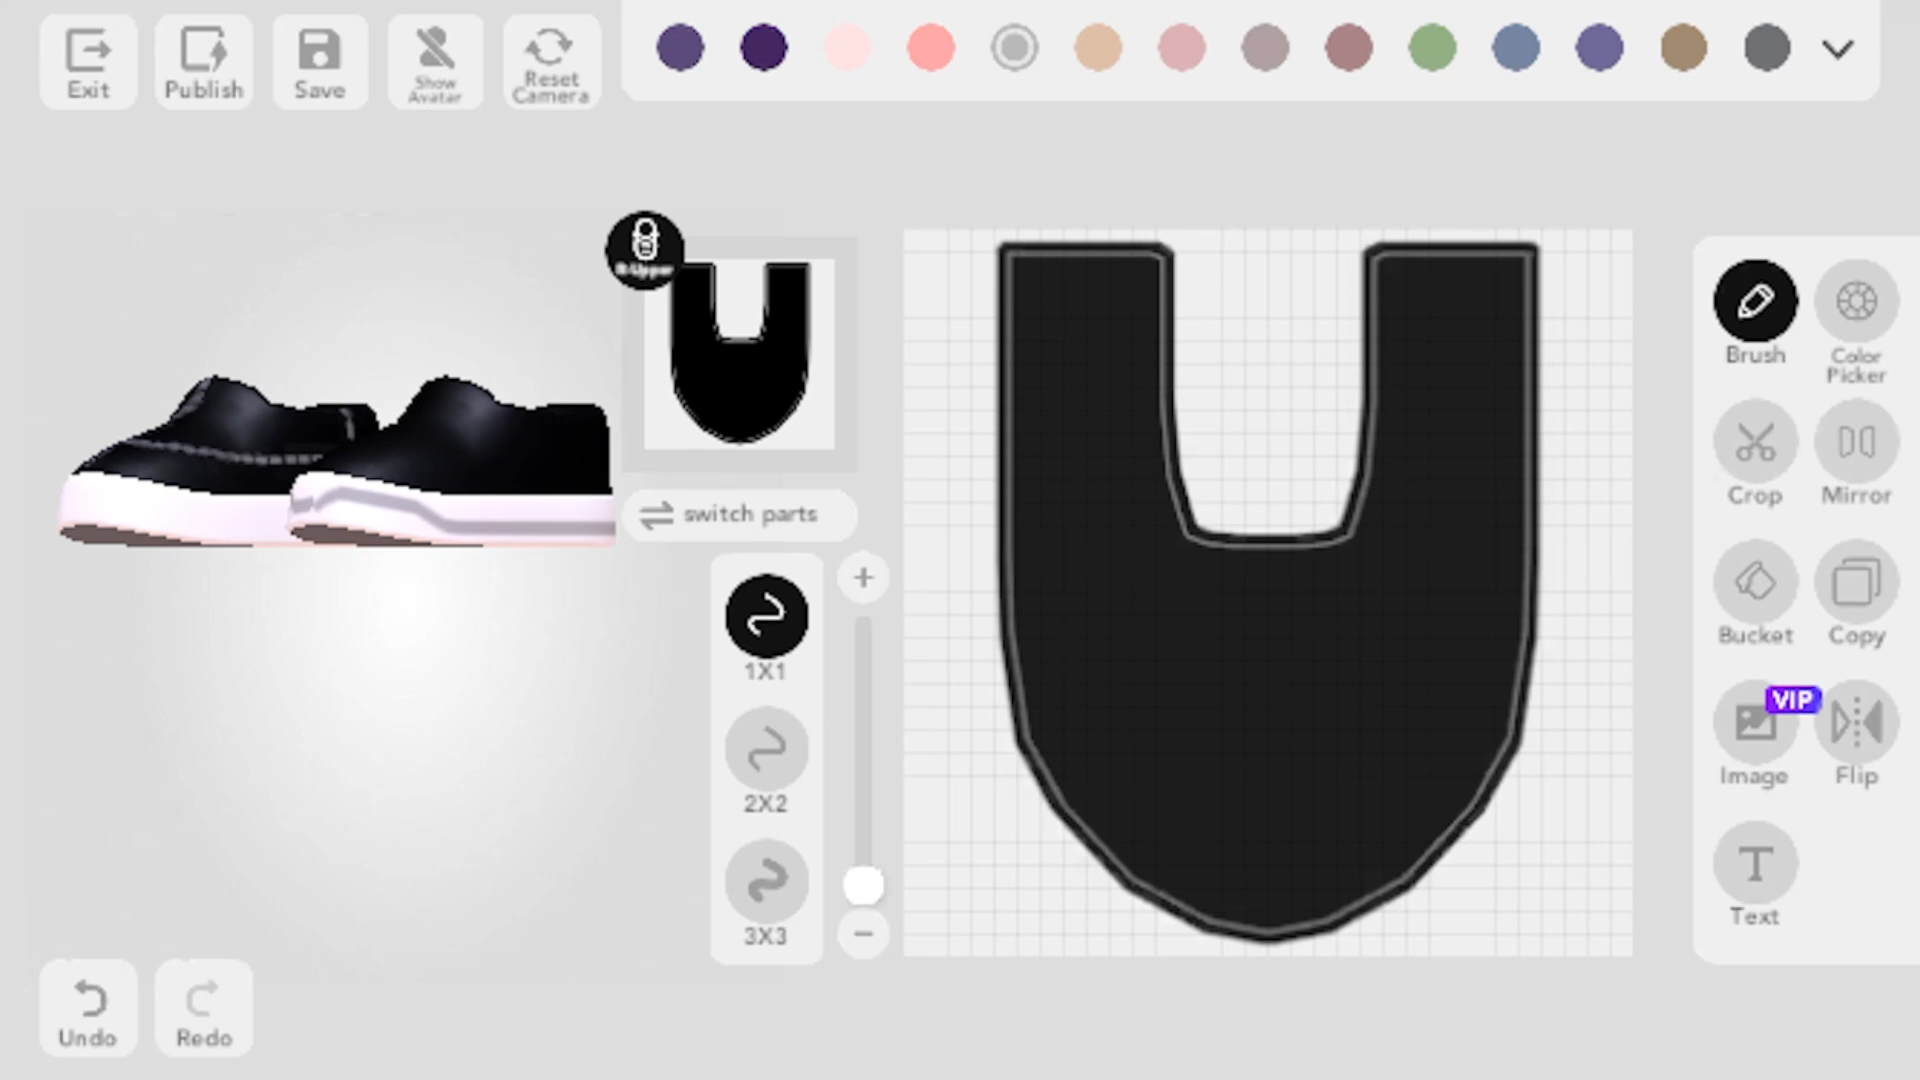 Exit
Publish
Save
Show
Avatar
Reset
Camera
R-Upper
switch parts
1X1
2X2
3X3
Brush
Color
Picker
Crop
Mirror
Bucket
Copy
VIP
Image
Flip
Text
Undo
Redo